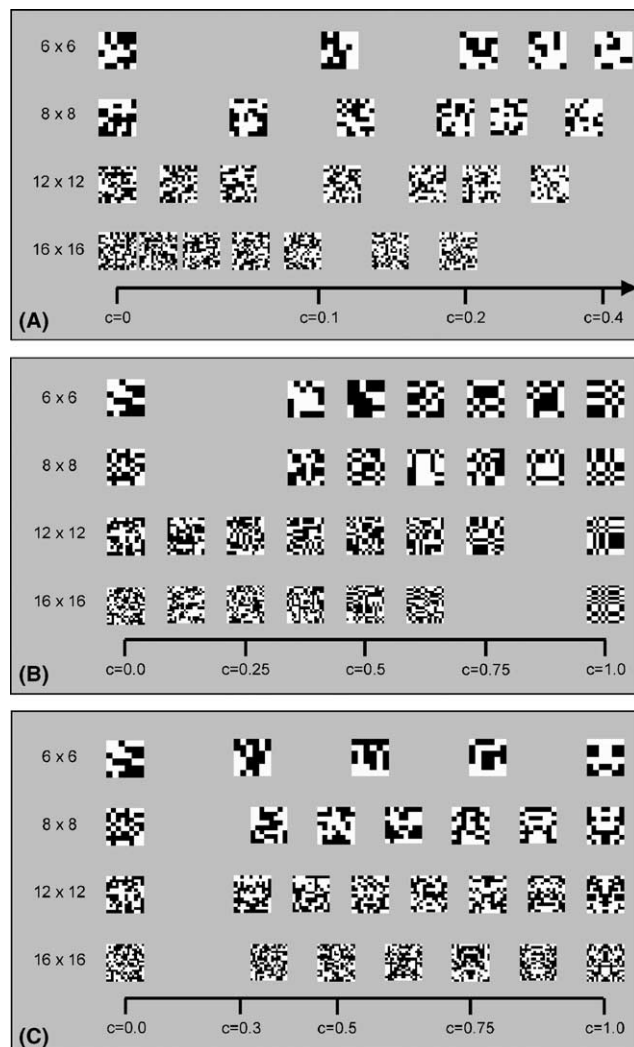 6 x 6
8 x 8
12 x 12
16 x 16
(A)
c=0 c=0.1 c=0.2 c=0.4
6 x 6
8 x 8
12 x 12
16 x 16
(B)
c=0.0 c=0.25 c=0.5 c=0.75 c=1.0
6 x 6
8 x 8
12 x 12
16 x 16
(C)
c=0.0 c=0.3 c=0.5 c=0.75 c=1.0